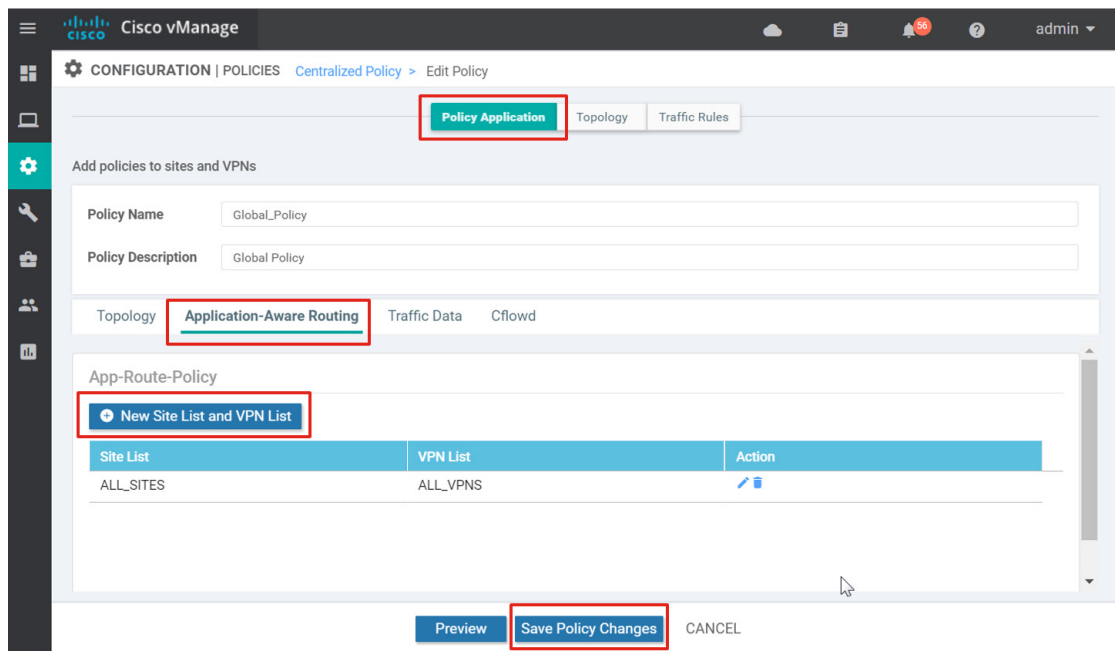 cisco Cisco vManage 56 admin
CONFIGURATION | POLICIES Centralized Policy > Edit Policy
Policy Application Topology Traffic Rules
Add policies to sites and VPNs
Policy Name Global_Policy
Policy Description Global Policy
Topology Application-Aware Routing Traffic Data Cflowd
App-Route-Policy
New Site List and VPN List
Site List VPN List Action
ALL_SITES ALL_VPNS
Preview Save Policy Changes CANCEL